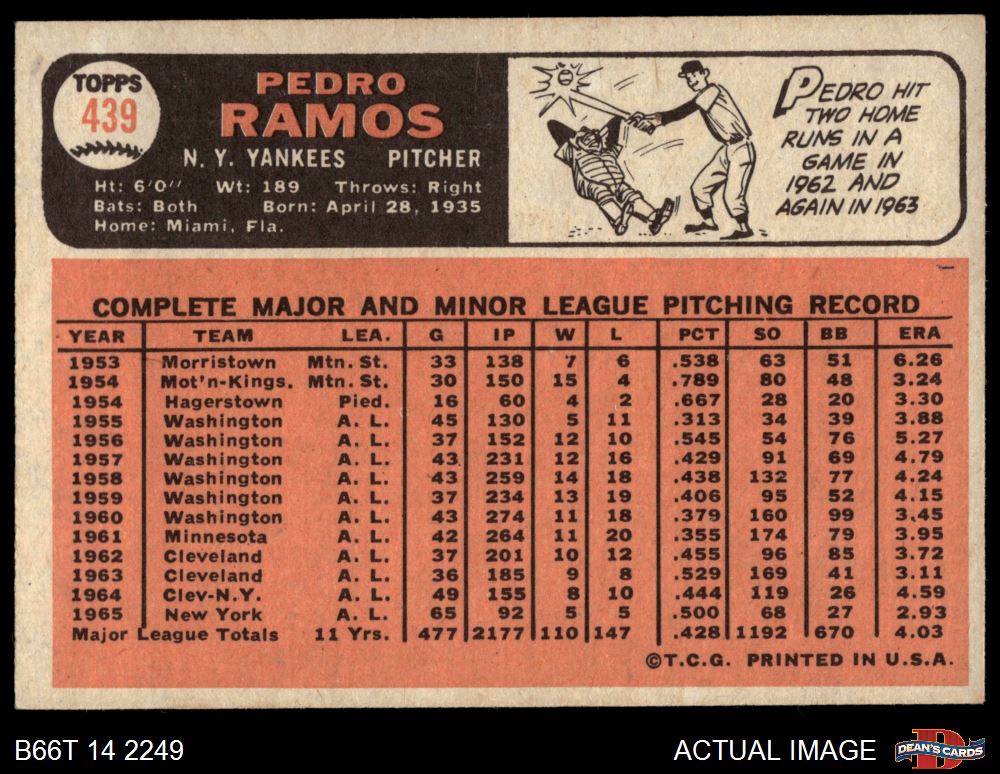 TOPPS
439
PEDRO
RAMOS
N. Y. YANKEES PITCHER
Ht: 6'0" Wt: 189 Throws: Right
Bats: Both Born: April 28, 1935
Home: Miami, Fla.
PEDRO HIT
TWO HOME
RUNS IN A
GAME IN
1962 AND
AGAIN IN 1963
COMPLETE MAJOR AND MINOR LEAGUE PITCHING RECORD
YEAR TEAM LEA. G IP W L PCT SO BB ERA
1953 Morristown Mtn. St. 33 138 7 6 .538 63 51 6.26
1954 Mot'n-Kings. Mtn. St. 30 150 15 4 .789 80 48 3.24
1954 Hagerstown Pied. 16 60 4 2 .667 28 20 3.30
1955 Washington A. L. 45 130 5 11 .313 34 39 3.88
1956 Washington A. L. 37 152 12 10 .545 54 76 5.27
1957 Washington A. L. 43 231 12 16 .429 91 69 4.79
1958 Washington A. L. 43 259 14 18 .438 132 77 4.24
1959 Washington A. L. 37 234 13 19 .406 95 52 4.15
1960 Washington A. L. 43 274 11 18 .379 160 99 3.45
1961 Minnesota A. L. 42 264 11 20 .355 174 79 3.95
1962 Cleveland A. L. 37 201 10 12 .455 96 85 3.72
1963 Cleveland A. L. 36 185 9 8 .529 169 41 3.11
1964 Clev-N.Y. A. L. 49 155 8 10 .444 119 26 4.59
1965 New York A. L. 65 92 5 5 .500 68 27 2.93
Major League Totals 11 Yrs. 477 2177 110 147 .428 1192 670 4.03
©T.C.G. PRINTED IN U.S.A.
B66T 14 2249
ACTUAL IMAGE
DEAN'S CARDS